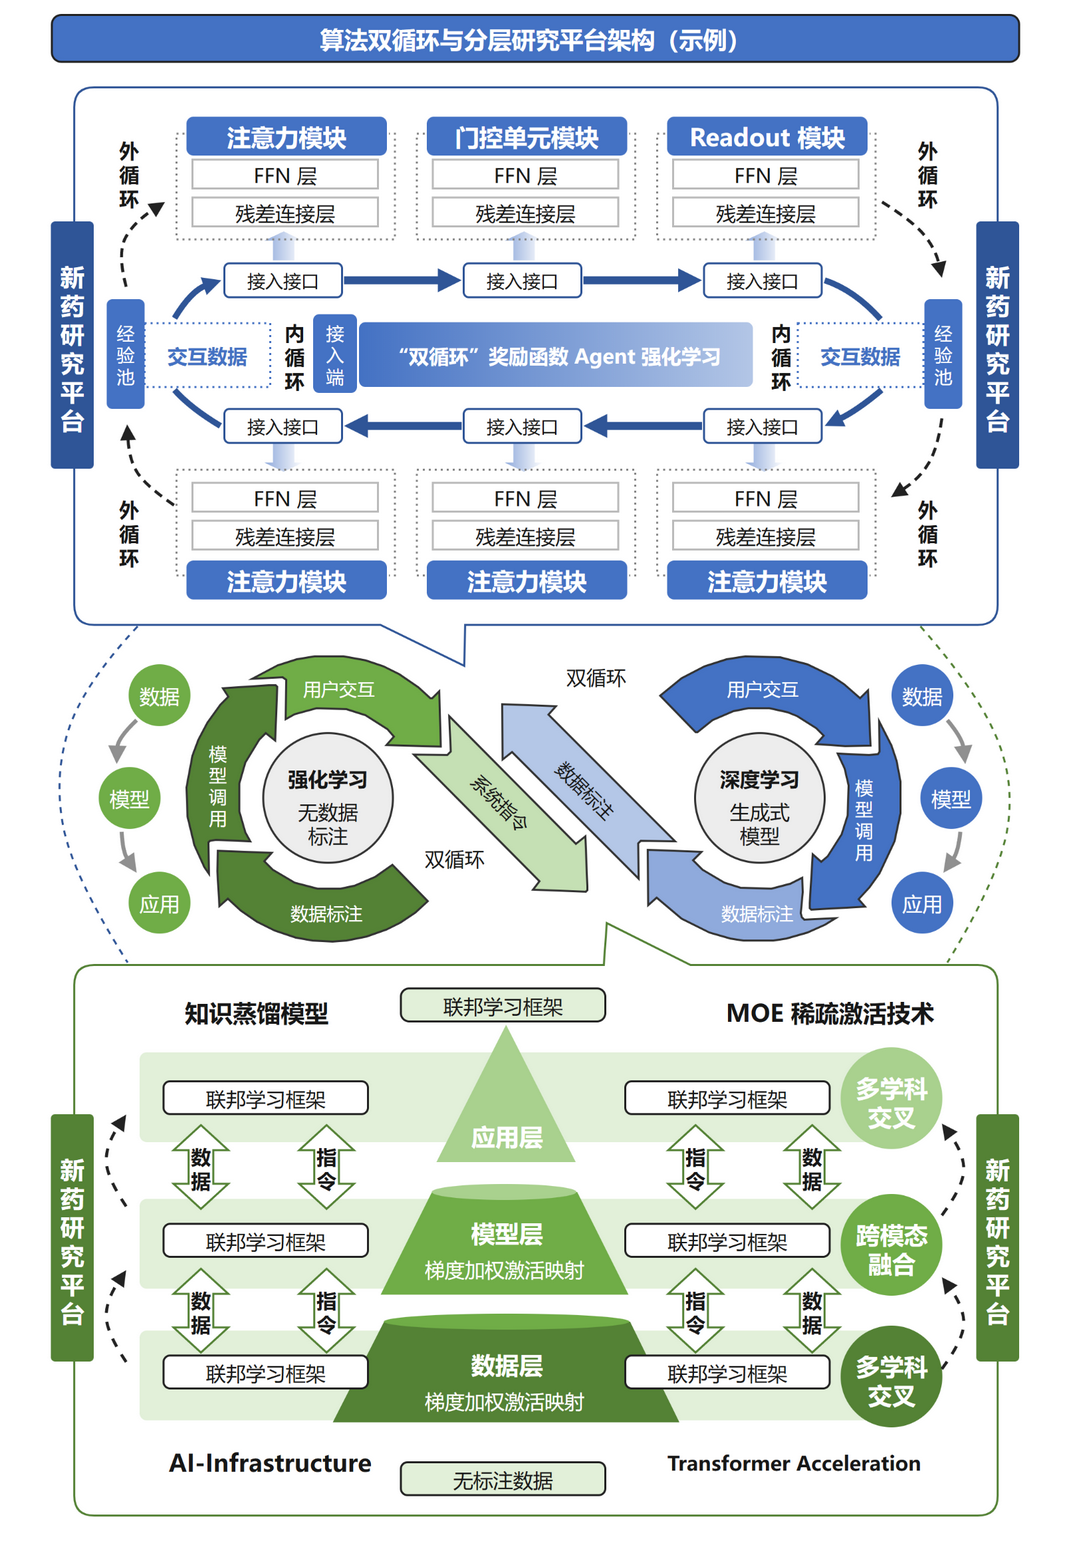 算法双循环与分层研究平台架构（示例）
外循环
注意力模块
门控单元模块
Readout 模块
外循环
FFN 层
FFN 层
FFN 层
残差连接层
残差连接层
残差连接层
新药研究平台
新药研究平台
接入接口
接入接口
接入接口
经验池
交互数据
内循环
接入端
“双循环”奖励函数 Agent 强化学习
内循环
交互数据
经验池
接入接口
接入接口
接入接口
外循环
FFN 层
FFN 层
FFN 层
外循环
残差连接层
残差连接层
残差连接层
注意力模块
注意力模块
注意力模块
数据
模型
应用
用户交互
模型调用
强化学习
无数据
标注
数据标注
双循环
系统指令
双循环
数据标注
用户交互
深度学习
生成式
模型
模型调用
数据标注
数据
模型
应用
知识蒸馏模型
联邦学习框架
MOE 稀疏激活技术
联邦学习框架
应用层
联邦学习框架
多学科
交叉
数据
指令
指令
数据
新药研究平台
新药研究平台
联邦学习框架
模型层
梯度加权激活映射
联邦学习框架
跨模态
融合
数据
指令
指令
数据
联邦学习框架
数据层
梯度加权激活映射
联邦学习框架
多学科
交叉
AI-Infrastructure
无标注数据
Transformer Acceleration